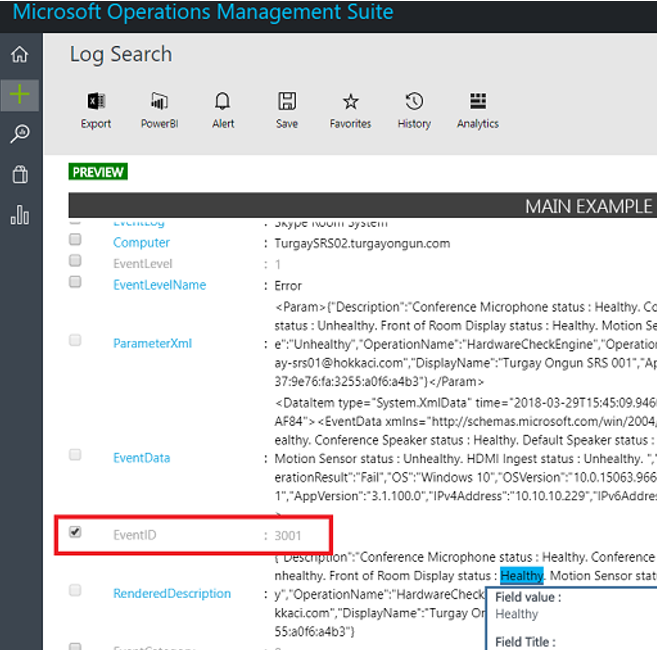 Microsoft Operations Management Suite
Log Search
Export PowerBI Alert Save Favorites History Analytics
PREVIEW
MAIN EXAMPLE
EventLog : Skype Room System
Computer : TurgaySRS02.turgayongun.com
EventLevel : 1
EventLevelName : Error
<Param>{"Description":"Conference Microphone status : Healthy. Co
status : Unhealthy. Front of Room Display status : Healthy. Motion Se
ParameterXml : e":"Unhealthy","OperationName":"HardwareCheckEngine","Operation
ay-srs01@hokkaci.com","DisplayName":"Turgay Ongun SRS 001","Ap
37:9e76:fa:3255:a0f6:a4b3"}</Param>
<DataItem type="System.XmlData" time="2018-03-29T15:45:09.946
AF84"><EventData xmlns="http://schemas.microsoft.com/win/2004/
ealthy. Conference Speaker status : Healthy. Default Speaker status :
EventData : Motion Sensor status : Unhealthy. HDMI Ingest status : Unhealthy. ",
erationResult":"Fail","OS":"Windows 10","OSVersion":"10.0.15063.966
1","AppVersion":"3.1.100.0","IPv4Address":"10.10.10.229","IPv6Addres
>
EventID : 3001
{"Description":"Conference Microphone status : Healthy. Conference
nhealthy. Front of Room Display status : Healthy. Motion Sensor stat
RenderedDescription : y","OperationName":"HardwareCheck
kkaci.com","DisplayName":"Turgay On
55:a0f6:a4b3"}
Field value :
Healthy
Field Title :
EventCategory :